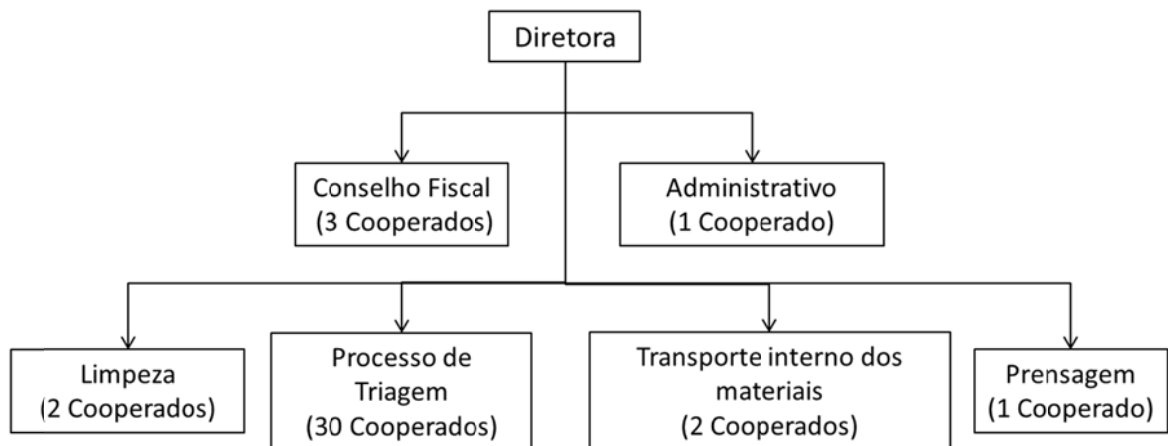 Diretora
Conselho Fiscal
(3 Cooperados)
Administrativo
(1 Cooperado)
Limpeza
(2 Cooperados)
Processo de
Triagem
(30 Cooperados)
Transporte interno dos
materiais
(2 Cooperados)
Prensagem
(1 Cooperado)